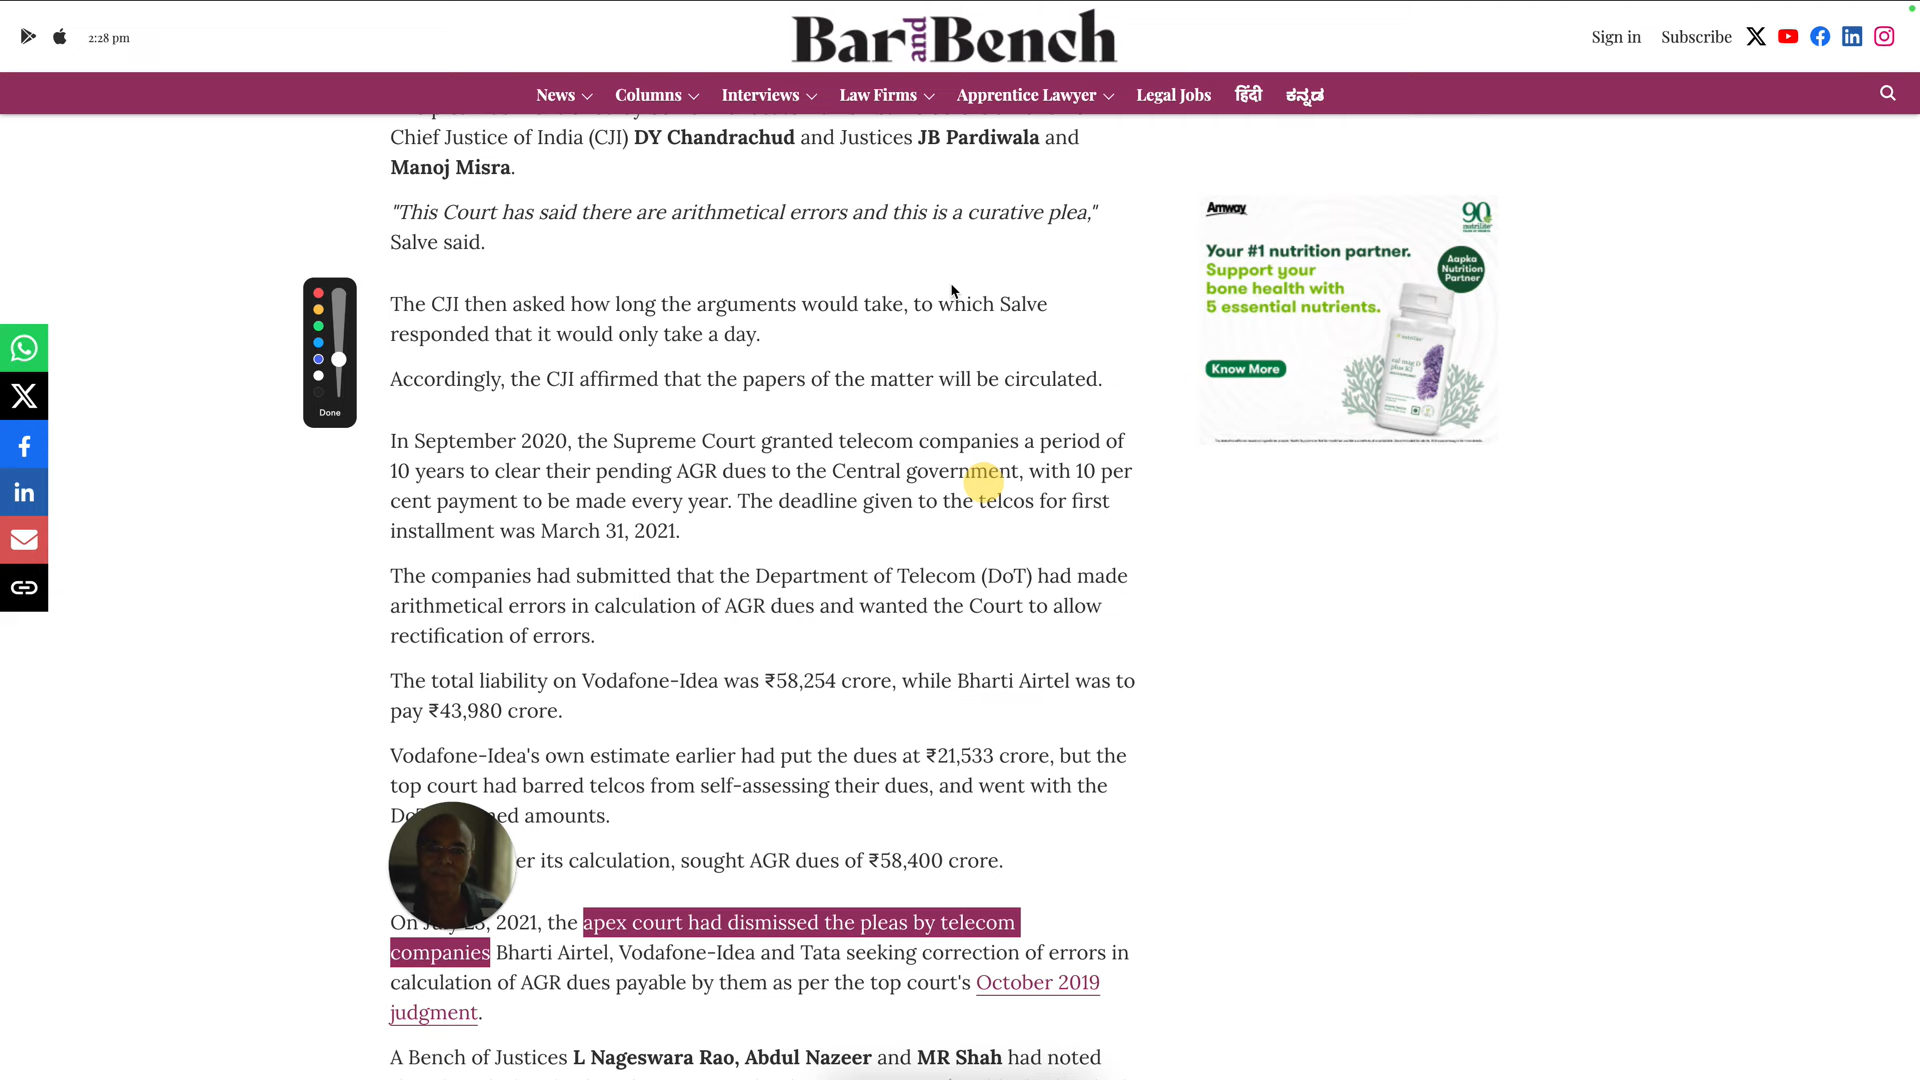 2:28 pm
Bar and Bench
Sign in
Subscribe
News
Columns
Interviews
Law Firms
Apprentice Lawyer
Legal Jobs
हिंदी
ಕನ್ನಡ
Chief Justice of India (CJI) DY Chandrachud and Justices JB Pardiwala and
Manoj Misra.
"This Court has said there are arithmetical errors and this is a curative plea,"
Salve said.
The CJI then asked how long the arguments would take, to which Salve
responded that it would only take a day.
Accordingly, the CJI affirmed that the papers of the matter will be circulated.
In September 2020, the Supreme Court granted telecom companies a period of
10 years to clear their pending AGR dues to the Central government, with 10 per
cent payment to be made every year. The deadline given to the telcos for first
installment was March 31, 2021.
The companies had submitted that the Department of Telecom (DoT) had made
arithmetical errors in calculation of AGR dues and wanted the Court to allow
rectification of errors.
The total liability on Vodafone-Idea was ₹58,254 crore, while Bharti Airtel was to
pay ₹43,980 crore.
Vodafone-Idea's own estimate earlier had put the dues at ₹21,533 crore, but the
top court had barred telcos from self-assessing their dues, and went with the
amounts.
its calculation, sought AGR dues of ₹58,400 crore.
On 2021, the apex court had dismissed the pleas by telecom
companies Bharti Airtel, Vodafone-Idea and Tata seeking correction of errors in
calculation of AGR dues payable by them as per the top court's October 2019
judgment.
A Bench of Justices L Nageswara Rao, Abdul Nazeer and MR Shah had noted
Done
Amway
90
nutrilite
Your #1 nutrition partner.
Support your
bone health with
5 essential nutrients.
Aapka
Nutrition
Partner
Know More